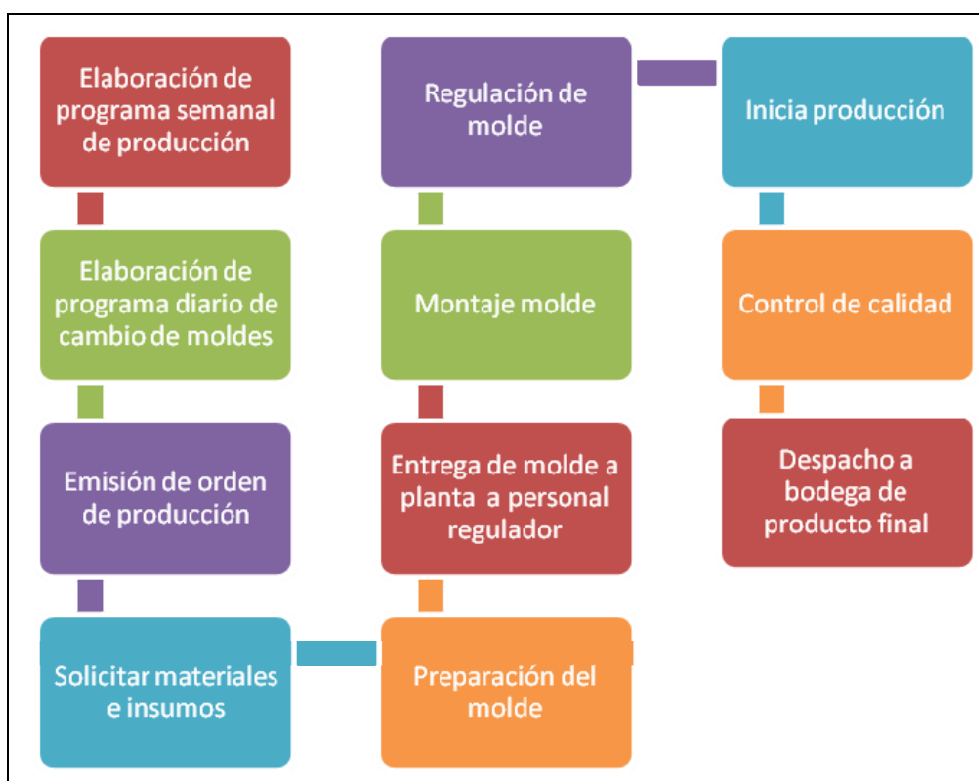 Elaboración de
programa semanal
de producción
Elaboración de
programa diario de
cambio de moldes
Emisión de orden
de producción
Solicitar materiales
e insumos
Preparación del
molde
Entrega de molde a
planta a personal
regulador
Montaje molde
Regulación de
molde
Inicia producción
Control de calidad
Despacho a
bodega de
producto final